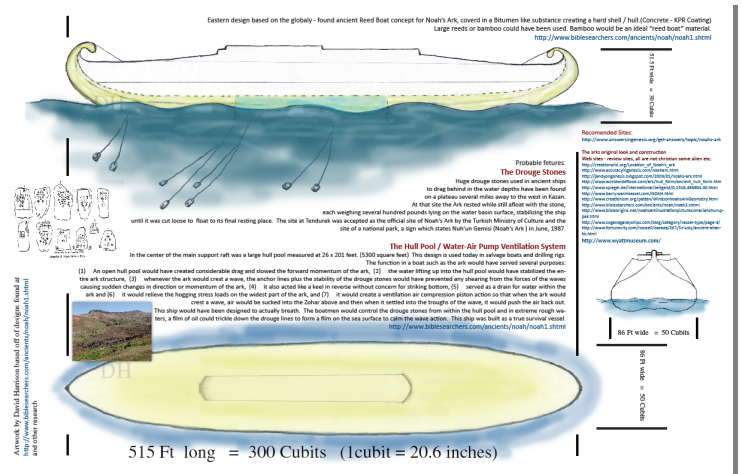 Eastern design based on the globaly - found ancient Reed Boat concept for Noah's Ark, coverd in a Bitumen like substance creating a hard shell / hull.(Concrete - KPR Coating)
Large reeds or bamboo could have been used. Bamboo would be an ideal "reed boat" material.
http://www.biblesearchers.com/ancients/noah/noah1.shtml
51.5 Ft wide = 30 Cubits
DH
Recomended Sites:
http://www.answersingenesis.org/get-answers/topic/noahs-ark
The arks original look and construction
Web sites - review sites, all are not christian some alien etc.
Probable fetures:
The Drouge Stones
Huge drouge stones used in ancient ships
to drag behind in the water depths have been found
on a plateau several miles away to the west in Kazan.
At that site the Ark rested while still afloat with the stone,
each weighing several hundred pounds lying on the water basin surface, stabilizing the ship
until it was cut loose to float to its final resting place. The site at Tendurek was accepted as the official site of Noah's Ark by the Turkish Ministry of Culture and the
site of a national park, a sign which states Nuh'un Gemisi (Noah's Ark ) in June, 1987.
http://www.wyattmuseum.com/
The Hull Pool / Water-Air Pump Ventilation System
In the center of the main support raft was a large hull pool measured at 26 x 201 feet. (5300 square feet) This design is used today in salvage boats and drilling rigs.
The function in a boat such as the ark would have served several purposes:
(1) An open hull pool would have created considerable drag and slowed the forward momentum of the ark, (2) the water lifting up into the hull pool would have stabilized the en-
tire ark structure, (3) whenever the ark would crest a wave, the anchor lines plus the stability of the drouge stones would have prevented any shearing from the forces of the waves
causing sudden changes in direction or momentum of the ark, (4) it also acted like a keel in reverse without concern for striking bottom, (5) served as a drain for water within the
ark and (6) it would relieve the hogging stress loads on the widest part of the ark, and (7) it would create a ventilation air compression piston action so that when the ark would
crest a wave, air would be sucked into the Zohar above and then when it settled into the troughs of the wave, it would push the air back out.
This ship would have been designed to actually breath. The boatmen would control the drouge stones from within the hull pool and in extreme rough wa-
ters, a film of oil could trickle down the drouge lines to form a film on the sea surface to calm the wave action. This ship was built as a true survival vessel.
http://www.biblesearchers.com/ancients/noah/noah1.shtml
86 Ft wide = 50 Cubits
86 Ft wide = 50 Cubits
DH
Artwork by David Harrison based off of designs found at
http://www.biblesearchers.com/ancients/noah/noah1.shtml
and other research
515 Ft long = 300 Cubits (1cubit = 20.6 inches)